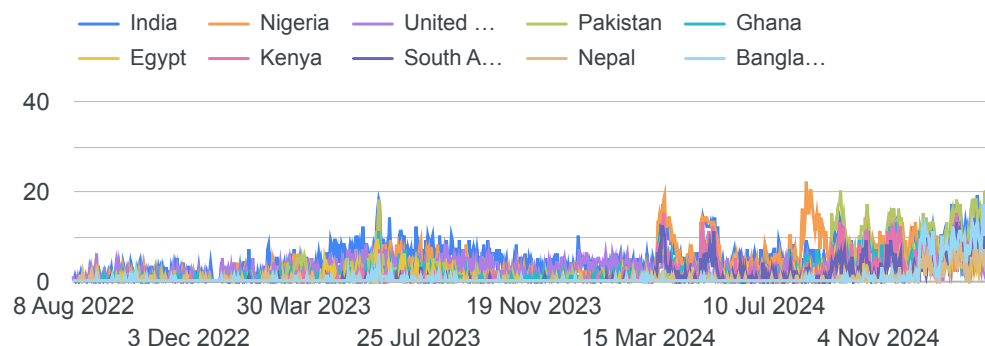 India Nigeria United ... Pakistan Ghana
Egypt Kenya South A... Nepal Bangla...
40
20
0
8 Aug 2022 30 Mar 2023 19 Nov 2023 10 Jul 2024
3 Dec 2022 25 Jul 2023 15 Mar 2024 4 Nov 2024